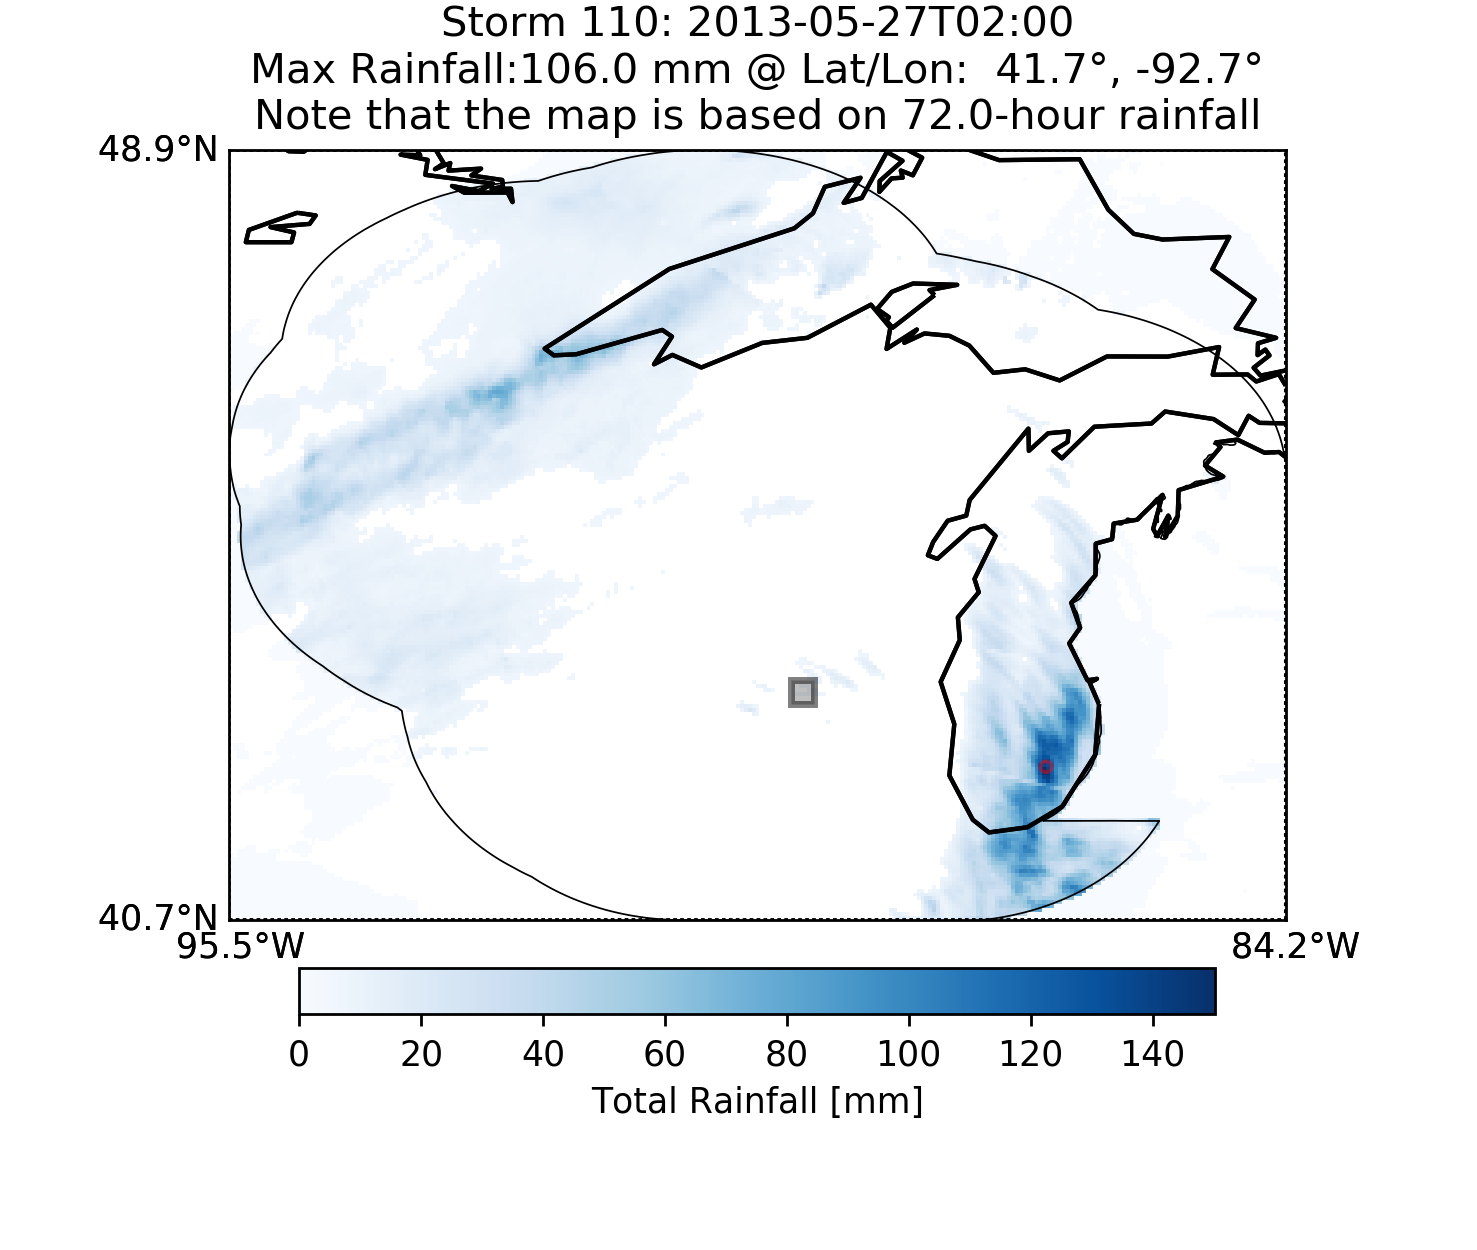 Storm 110: 2013-05-27T02:00
Max Rainfall:106.0 mm @ Lat/Lon:  41.7°, -92.7°
Note that the map is based on 72.0-hour rainfall
48.9°N
40.7°N
95.5°W 84.2°W
0 20 40 60 80 100 120 140
Total Rainfall [mm]